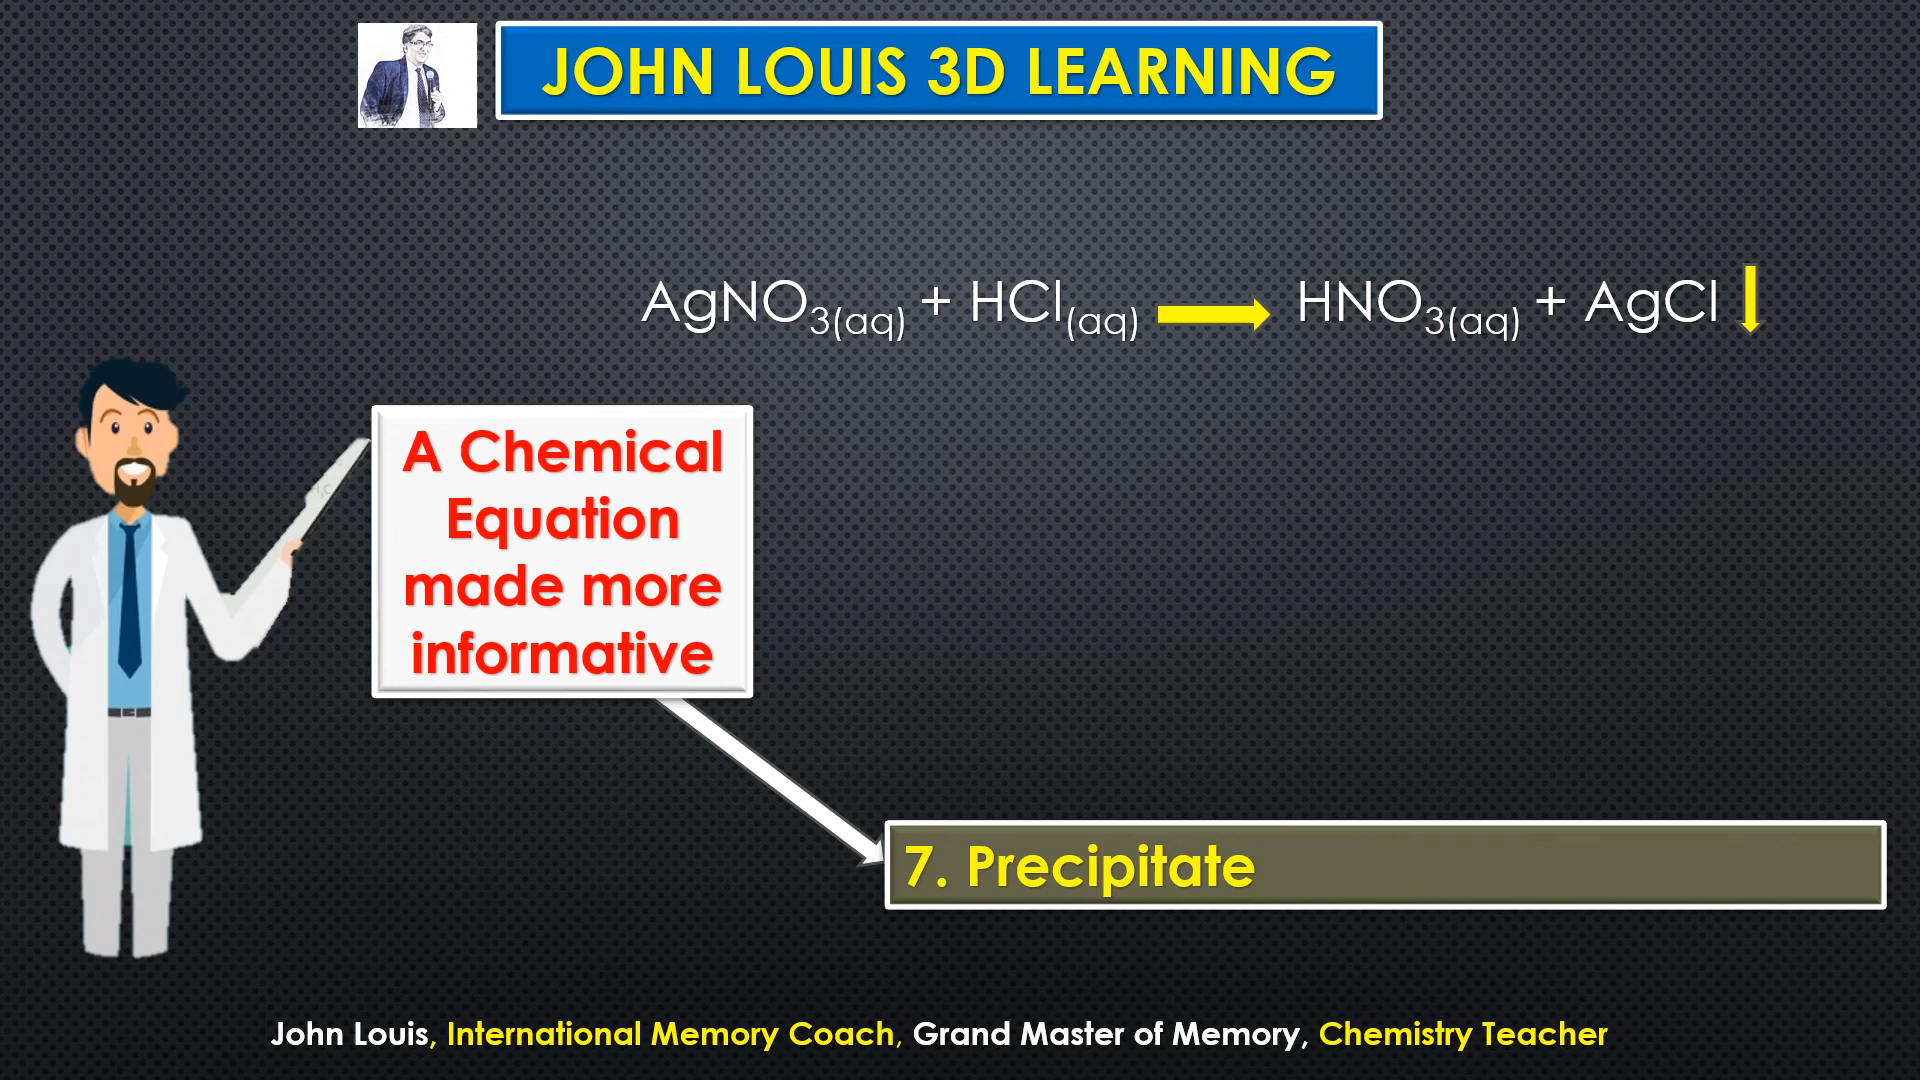 JOHN LOUIS 3D LEARNING
AgNO3(aq) + HCl(aq) → HNO3(aq) + AgCl ↓
A Chemical
Equation
made more
informative
7. Precipitate
John Louis, International Memory Coach, Grand Master of Memory, Chemistry Teacher